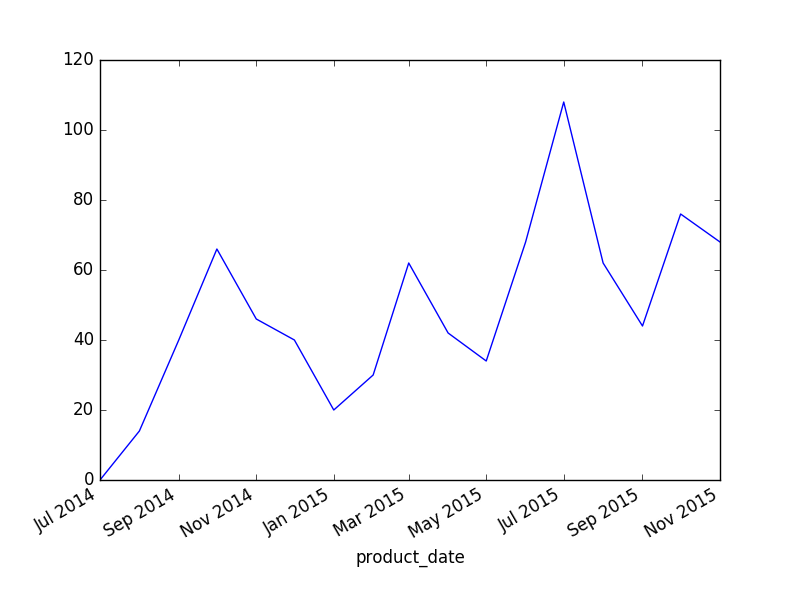 120
100
80
60
40
20
0
Jul 2014
Sep 2014
Nov 2014
Jan 2015
Mar 2015
May 2015
Jul 2015
Sep 2015
Nov 2015
product_date